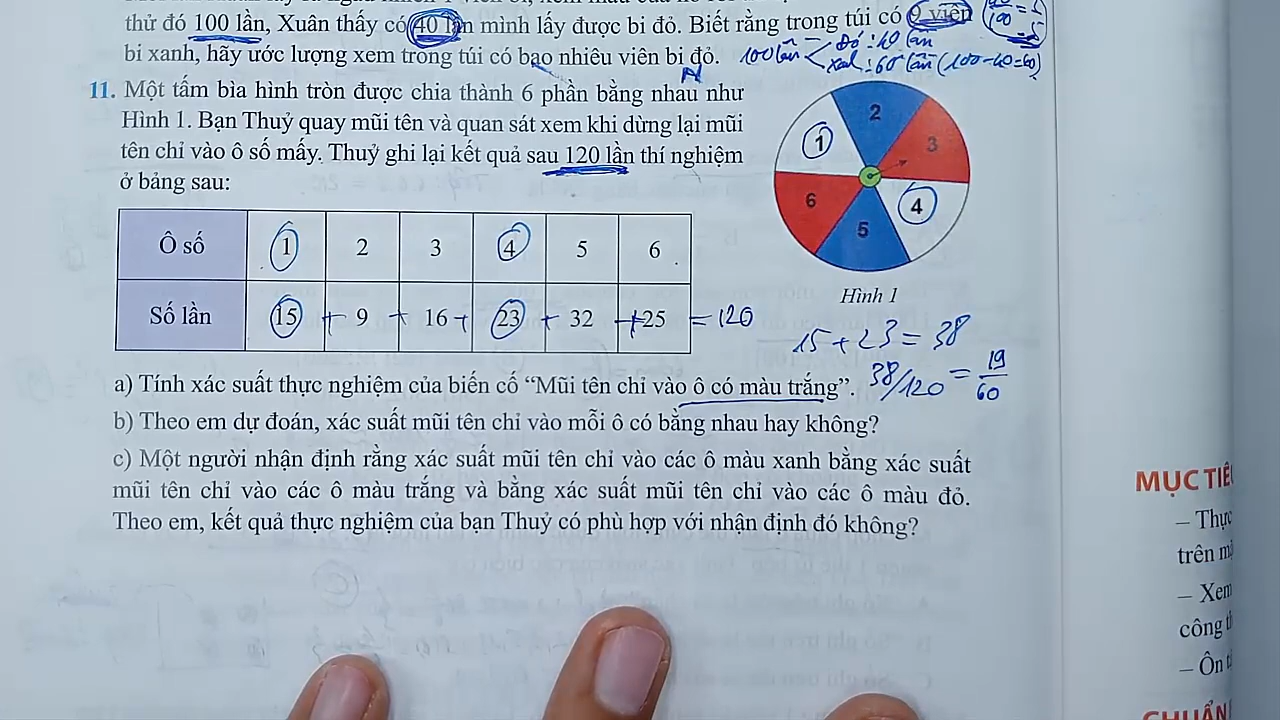 thử đó 100 lần, Xuân thấy có 40 lần mình lấy được bi đỏ. Biết rằng trong túi có 9 viên
bi xanh, hãy ước lượng xem trong túi có bao nhiêu viên bi đỏ.
100 lần
Đỏ: 40 lần
Xanh: 60 lần (100-40=60)
11. Một tấm bìa hình tròn được chia thành 6 phần bằng nhau như
Hình 1. Bạn Thuỷ quay mũi tên và quan sát xem khi dừng lại mũi
tên chỉ vào ô số mấy. Thuỷ ghi lại kết quả sau 120 lần thí nghiệm
ở bảng sau:
Ô số 1 2 3 4 5 6
Số lần 15 + 9 + 16 + 23 + 32 + 25 = 120
1 2 3
6 5 4
Hình 1
15 + 23 = 38
38/120 = 19/60
a) Tính xác suất thực nghiệm của biến cố “Mũi tên chỉ vào ô có màu trắng”.
b) Theo em dự đoán, xác suất mũi tên chỉ vào mỗi ô có bằng nhau hay không?
c) Một người nhận định rằng xác suất mũi tên chỉ vào các ô màu xanh bằng xác suất
mũi tên chỉ vào các ô màu trắng và bằng xác suất mũi tên chỉ vào các ô màu đỏ.
Theo em, kết quả thực nghiệm của bạn Thuỷ có phù hợp với nhận định đó không?
MỤC TIÊ
– Thực
trên
– Xem
công
– Ôn
CHUẨN